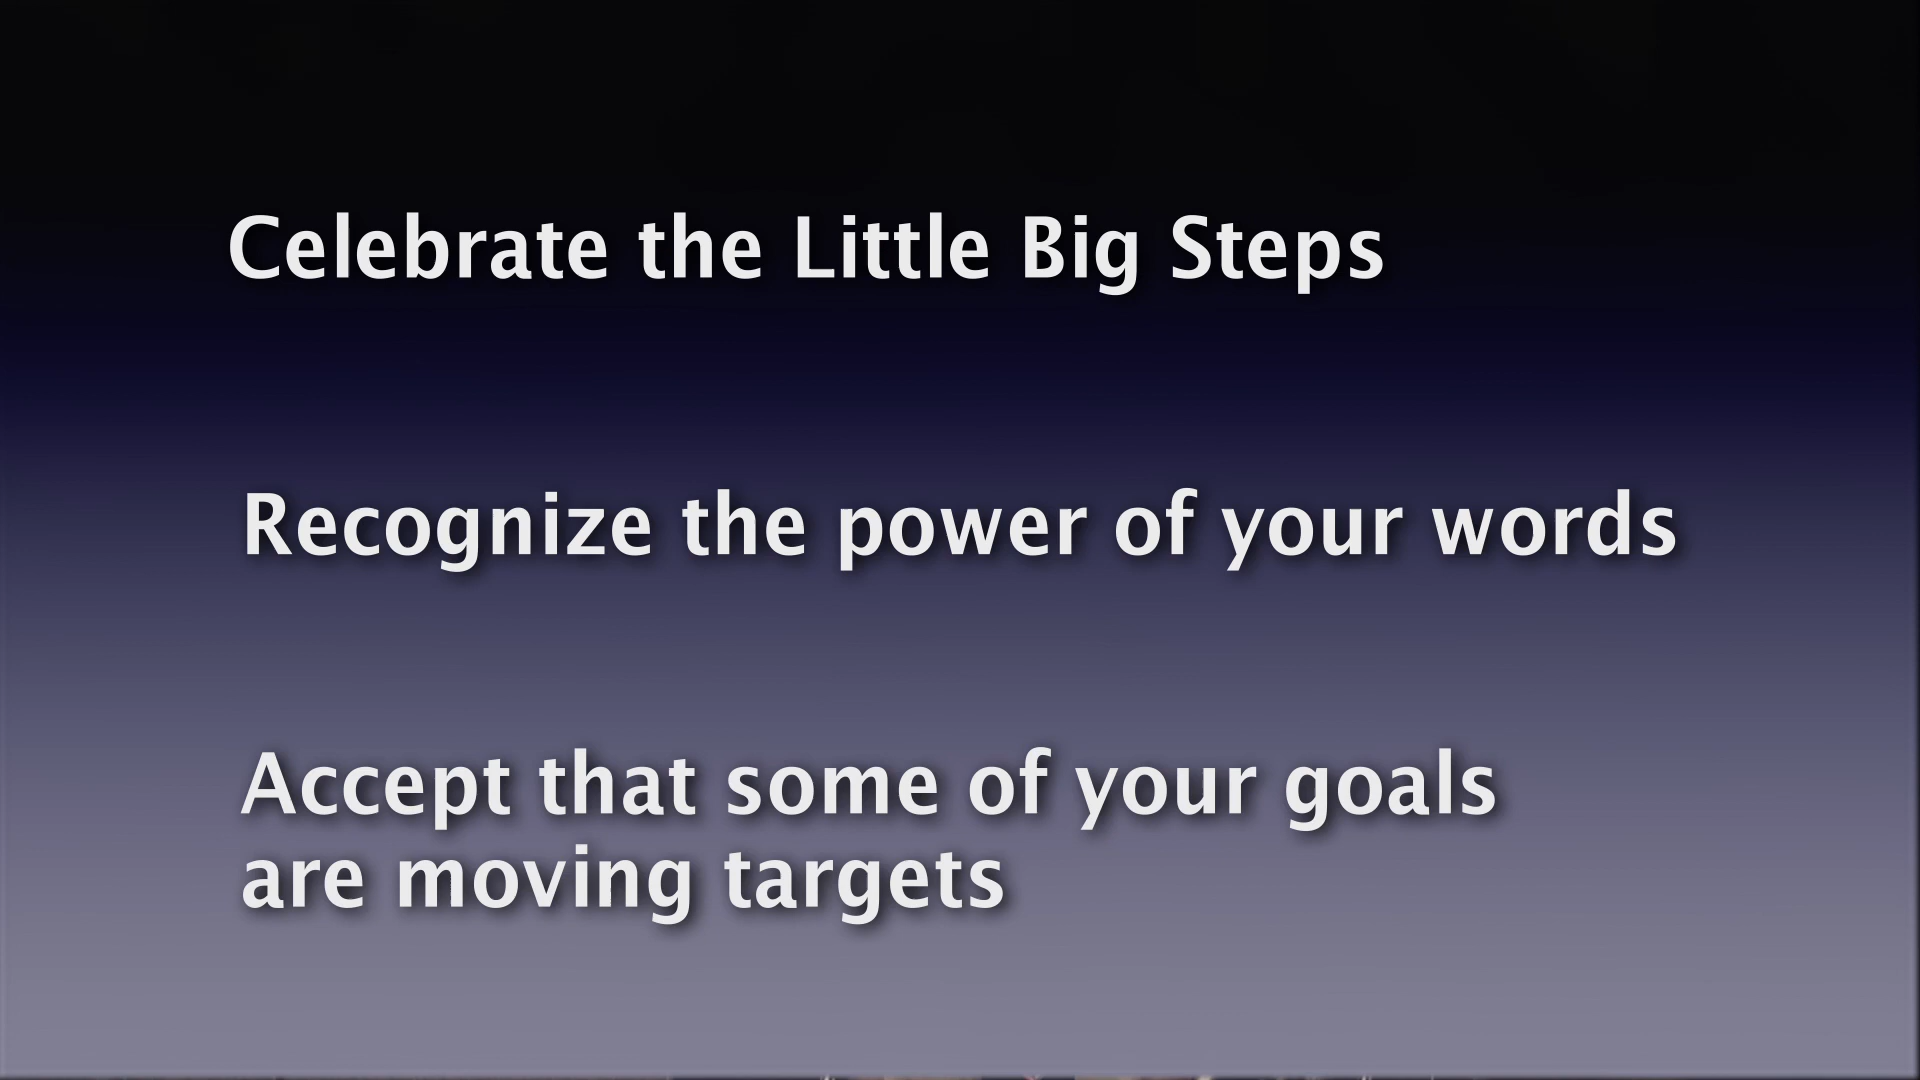 Celebrate the Little Big Steps
Recognize the power of your words
Accept that some of your goals
are moving targets